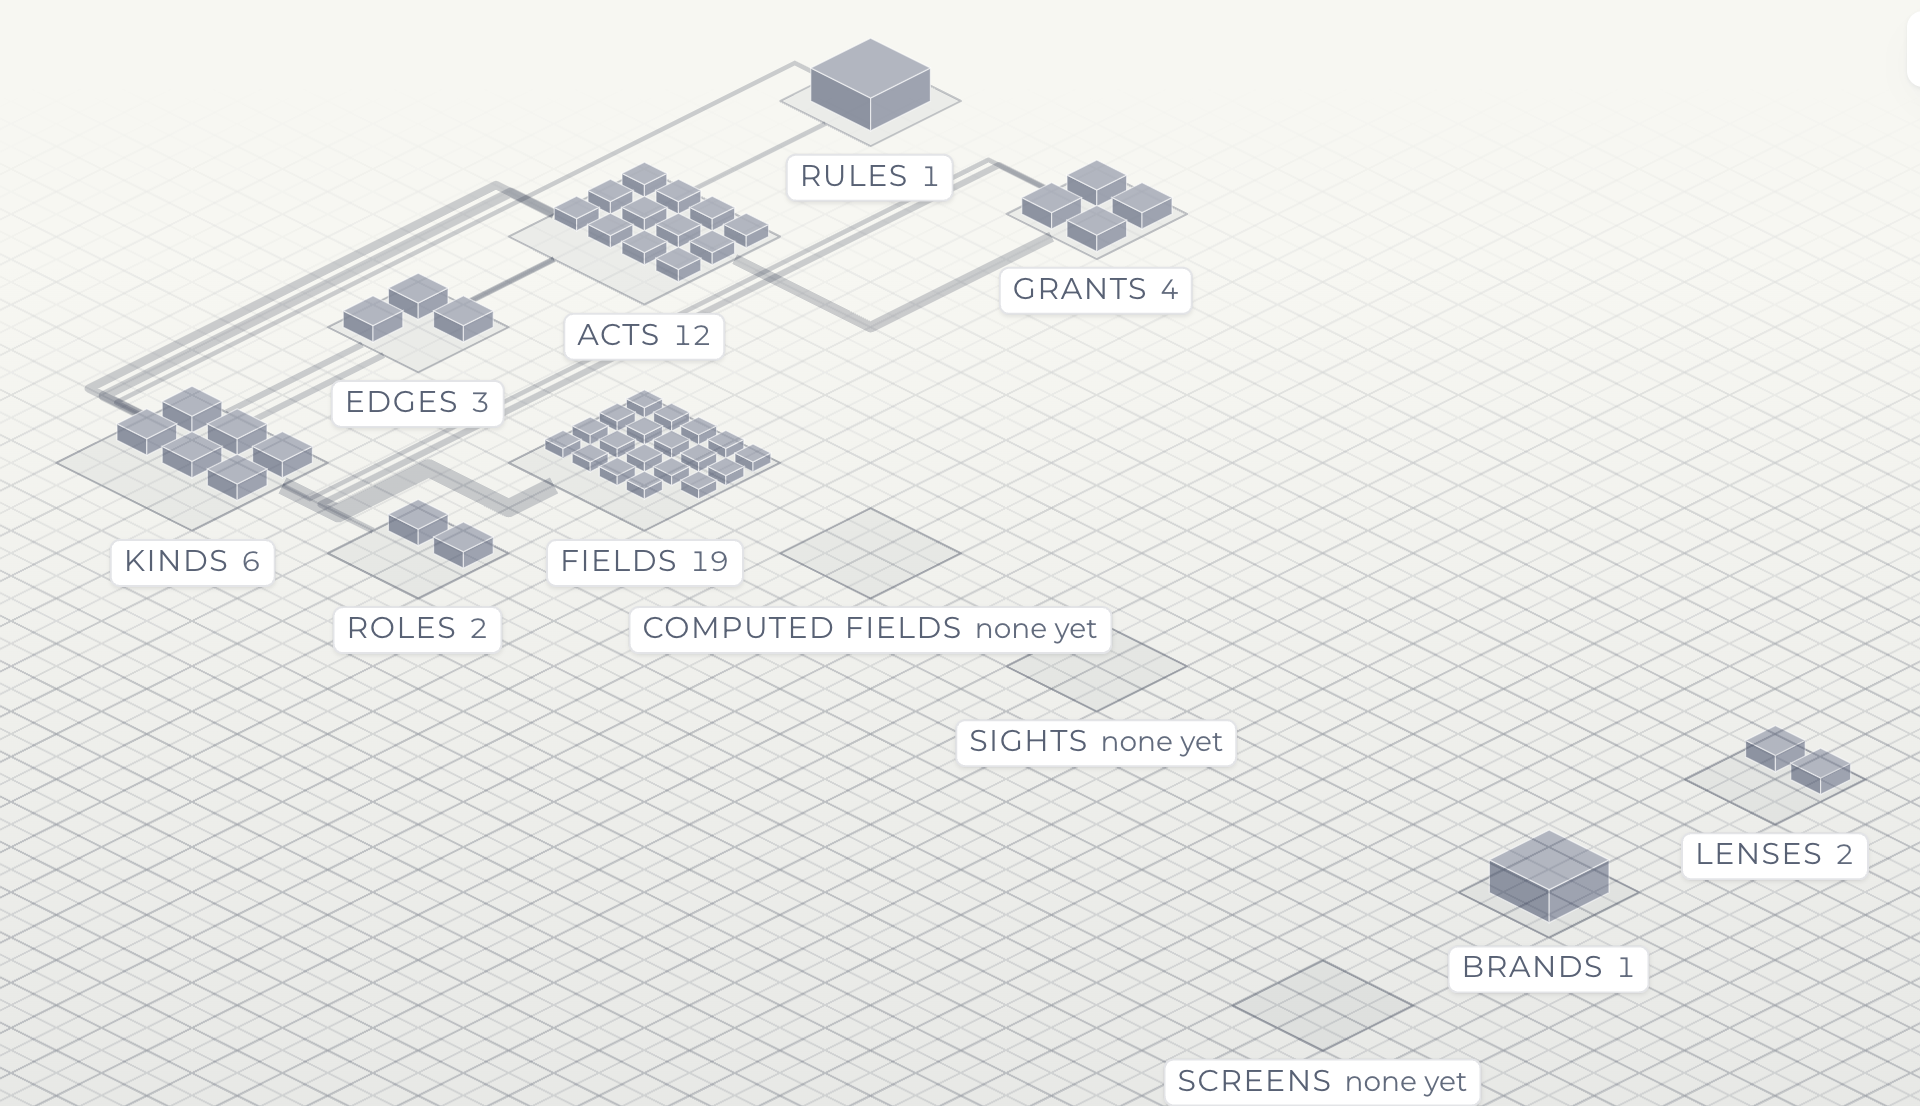 RULES 1
GRANTS 4
ACTS 12
EDGES 3
KINDS 6
FIELDS 19
ROLES 2
COMPUTED FIELDS none yet
SIGHTS none yet
LENSES 2
BRANDS 1
SCREENS none yet